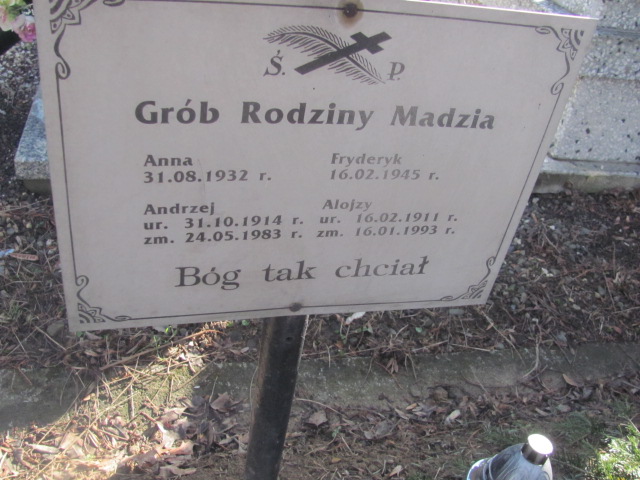 Ś. P.
Grób Rodziny Madzia
Anna Fryderyk
31.08.1932 r. 16.02.1945 r.
Andrzej Alojzy
ur. 31.10.1914 r. ur. 16.02.1911 r.
zm. 24.05.1983 r. zm. 16.01.1993 r.
Bóg tak chciał